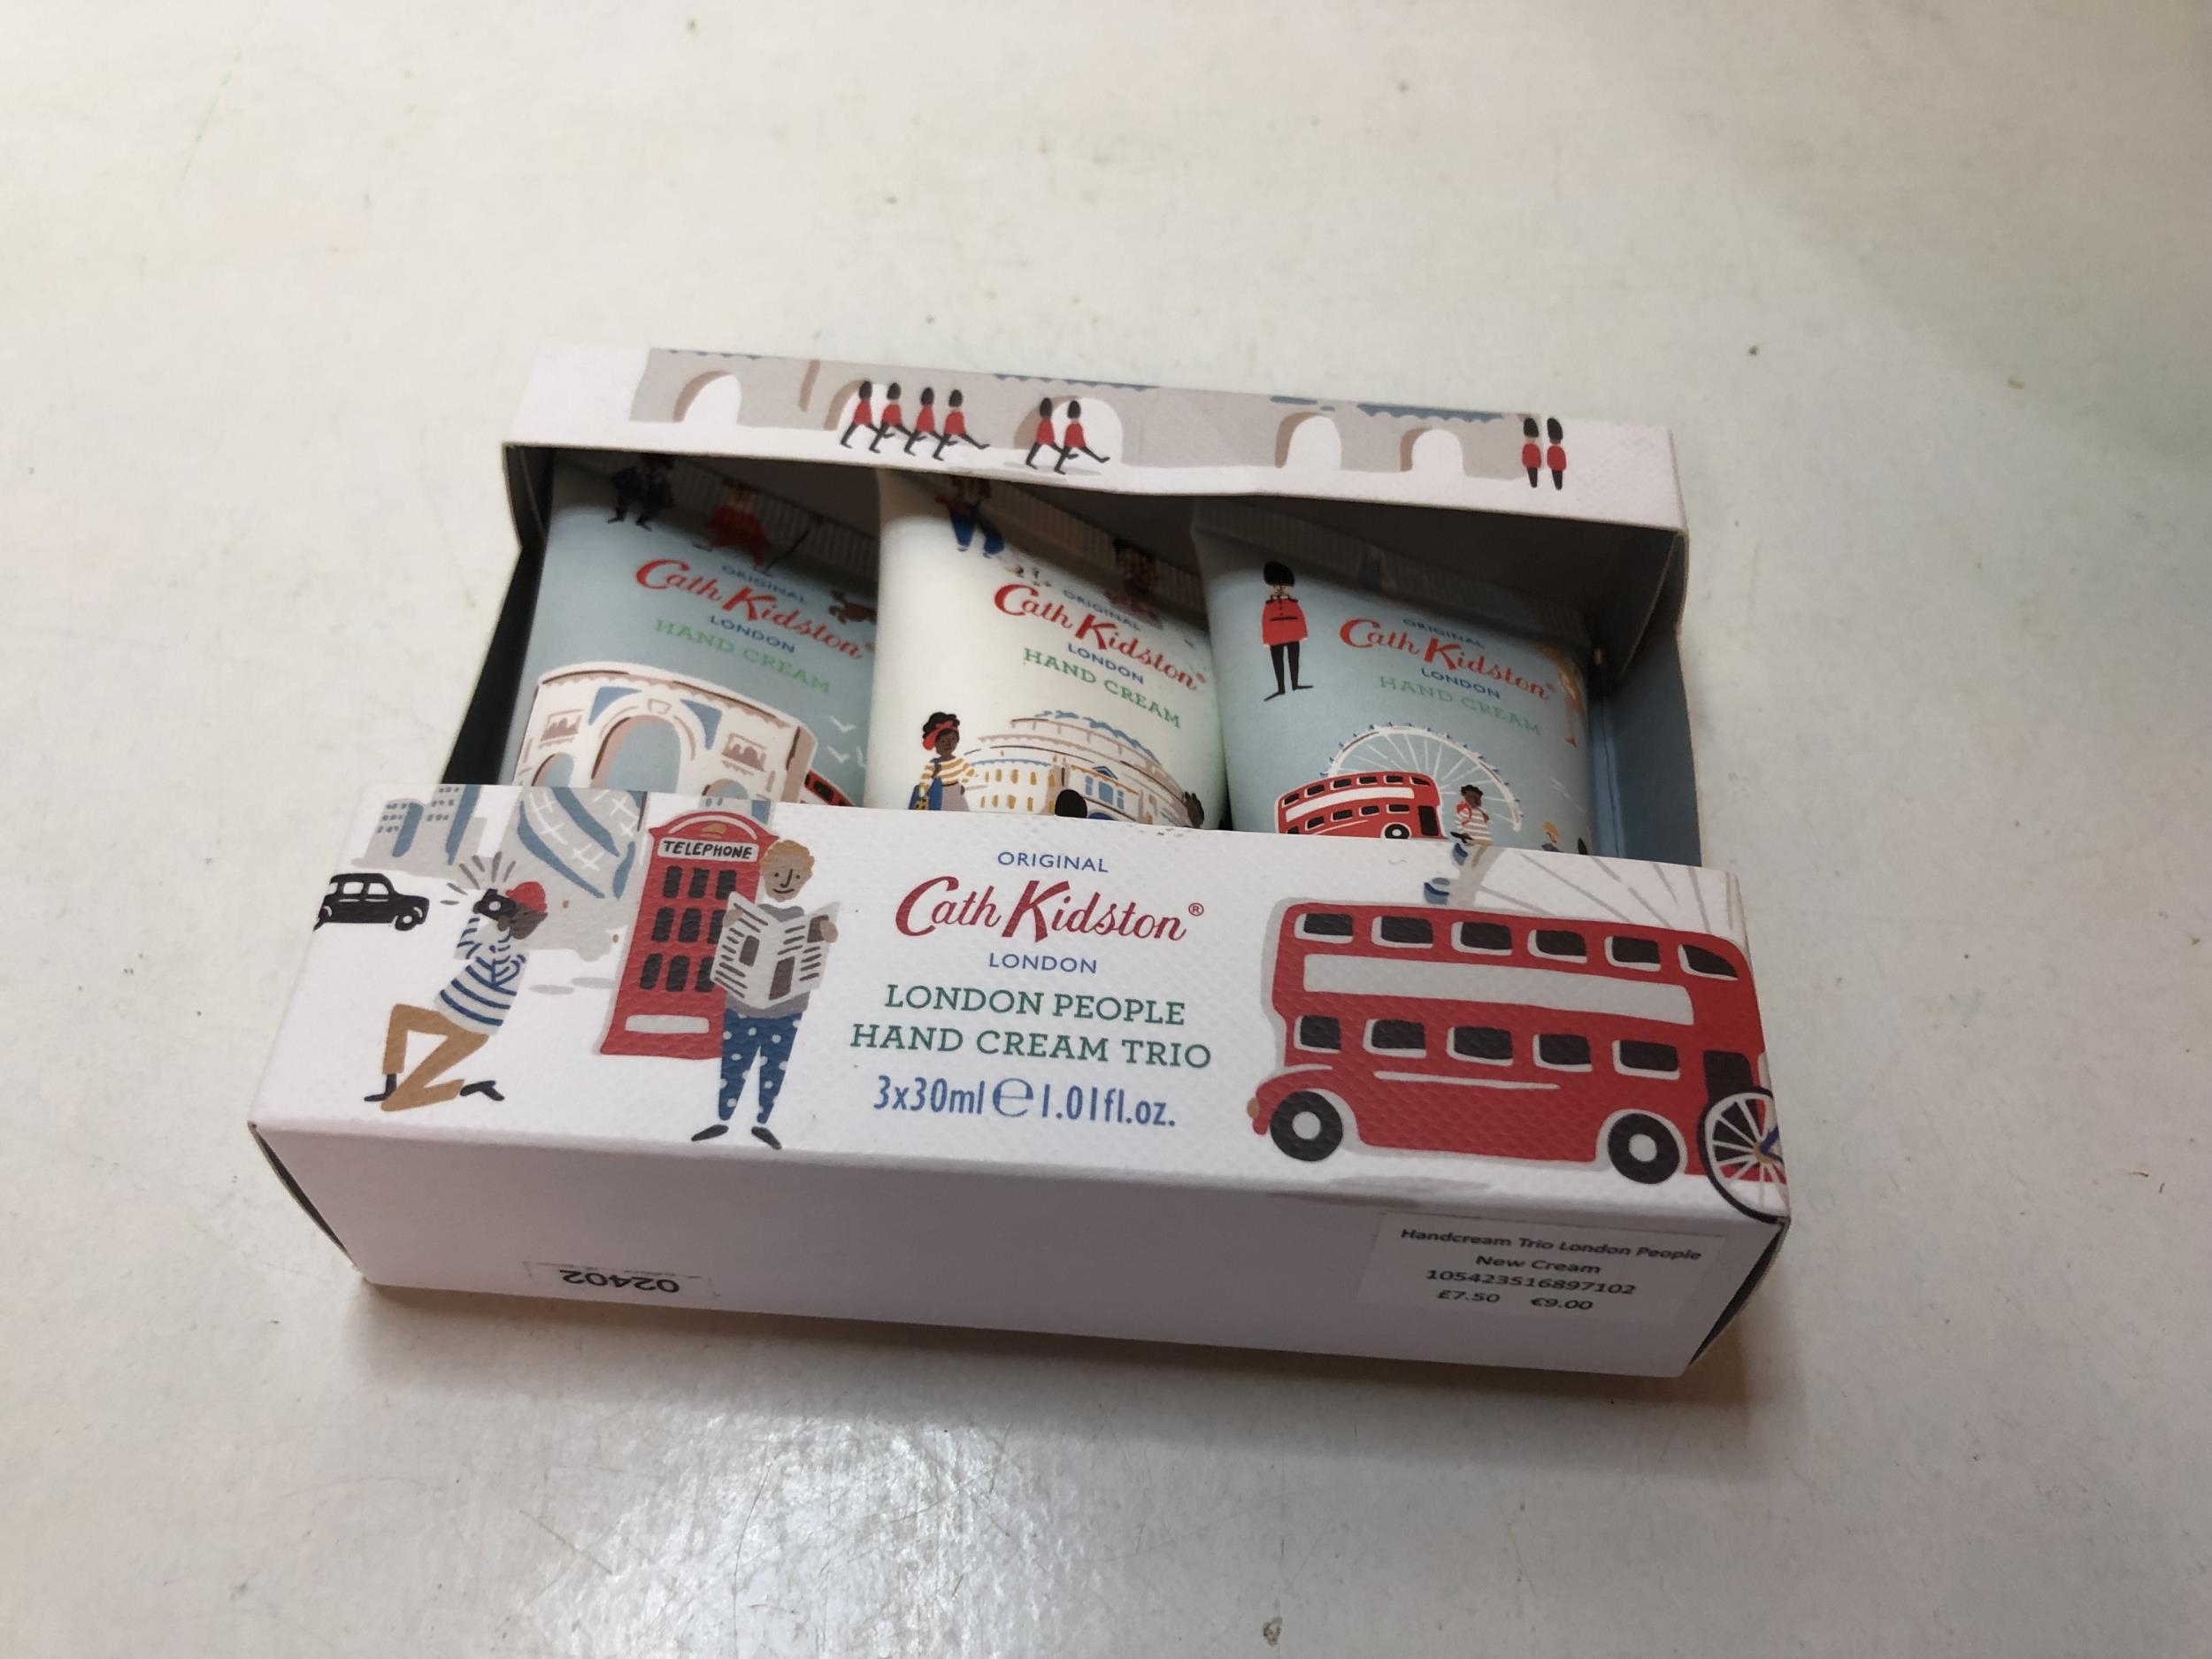 ORIGINAL
Cath Kidston
LONDON
HAND CREAM
ORIGINAL
Cath Kidston®
LONDON
HAND CREAM
ORIGINAL
Cath Kidston®
LONDON
HAND CREAM
TELEPHONE
ORIGINAL
Cath Kidston®
LONDON
LONDON PEOPLE
HAND CREAM TRIO
3x30ml℮1.01fl.oz.
02402
Handcream Trio London People
New Cream
105423516897102
£7.50 €9.00